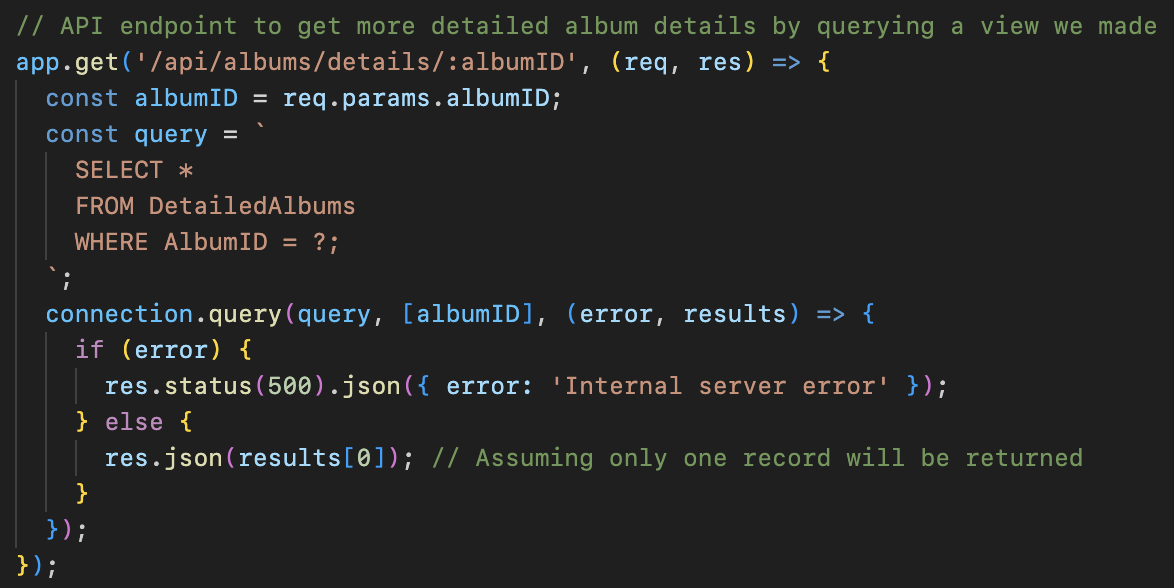 // API endpoint to get more detailed album details by querying a view we made
app.get('/api/albums/details/:albumID', (req, res) => {
  const albumID = req.params.albumID;
  const query = `
    SELECT *
    FROM DetailedAlbums
    WHERE AlbumID = ?;
  `;
  connection.query(query, [albumID], (error, results) => {
    if (error) {
      res.status(500).json({ error: 'Internal server error' });
    } else {
      res.json(results[0]); // Assuming only one record will be returned
    }
  });
});